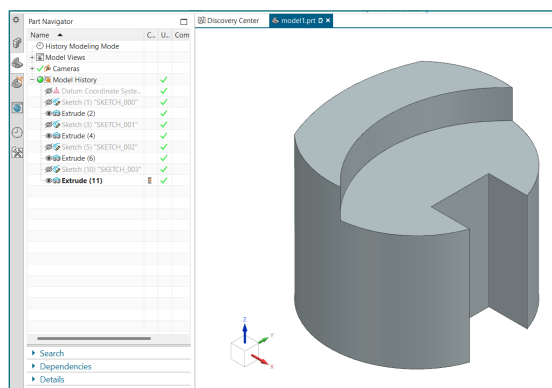 Part Navigator
Discovery Center
model1.prt
Name C... U... Com
History Modeling Mode
Model Views
Cameras
Model History
Datum Coordinate Syste...
Sketch (1) "SKETCH_000"
Extrude (2)
Sketch (3) "SKETCH_001"
Extrude (4)
Sketch (5) "SKETCH_002"
Extrude (6)
Sketch (10) "SKETCH_003"
Extrude (11)
Search
Dependencies
Details
Z
Y
X